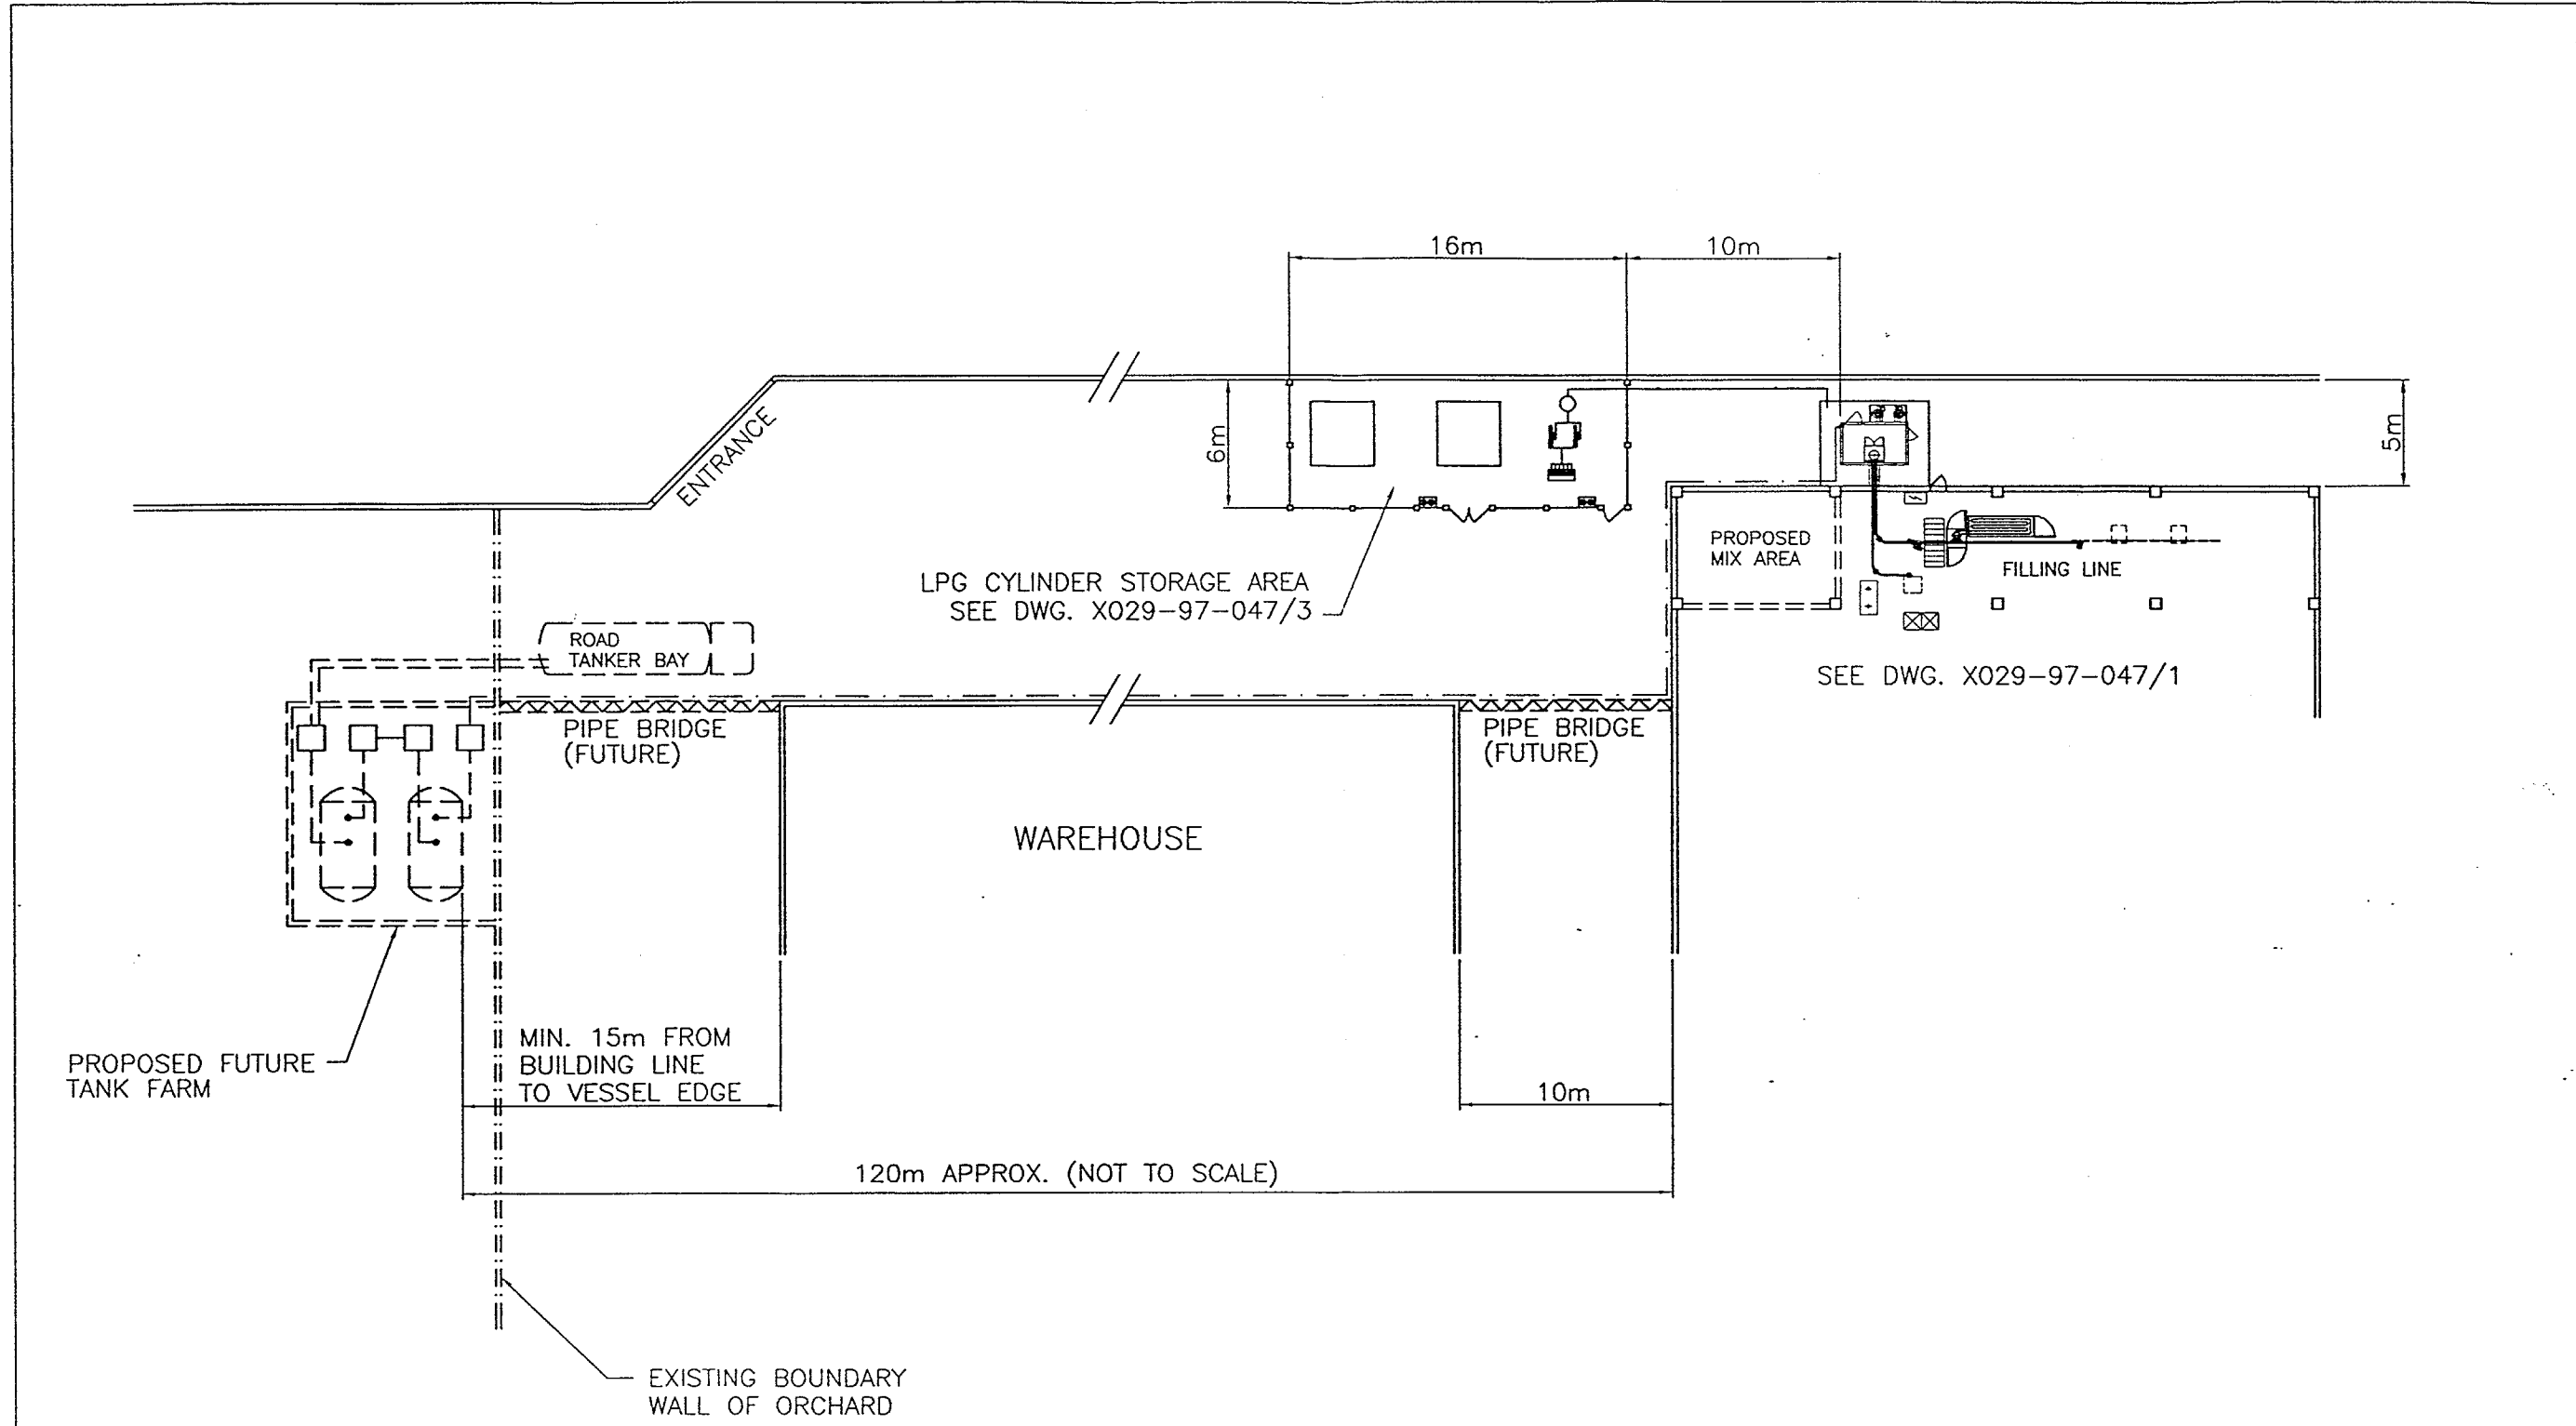 16m
10m
6m
5m
ENTRANCE
LPG CYLINDER STORAGE AREA
SEE DWG. X029-97-047/3
PROPOSED
MIX AREA
FILLING LINE
SEE DWG. X029-97-047/1
ROAD
TANKER BAY
PIPE BRIDGE
(FUTURE)
PIPE BRIDGE
(FUTURE)
WAREHOUSE
PROPOSED FUTURE
TANK FARM
MIN. 15m FROM
BUILDING LINE
TO VESSEL EDGE
10m
120m APPROX. (NOT TO SCALE)
EXISTING BOUNDARY
WALL OF ORCHARD